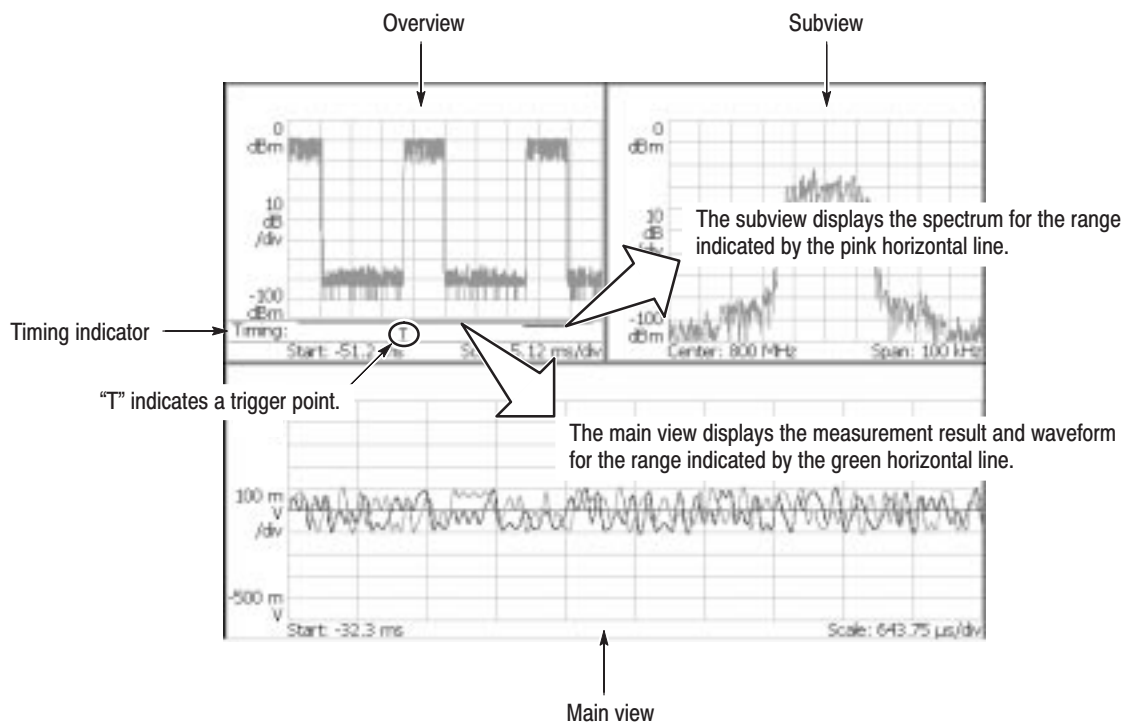 Overview
Subview
0
dBm
10
dB
/div
-100
dBm
Timing:
T
Start: -51.2
5.12 ms/div
0
dBm
10
dB
-100
dBm
Center: 800 MHz
Span: 100 kHz
The subview displays the spectrum for the range
indicated by the pink horizontal line.
Timing indicator
“T” indicates a trigger point.
The main view displays the measurement result and waveform
for the range indicated by the green horizontal line.
100 m
V
/div
-500 m
V
Start: -32.3 ms
Scale: 643.75 µs/div
Main view